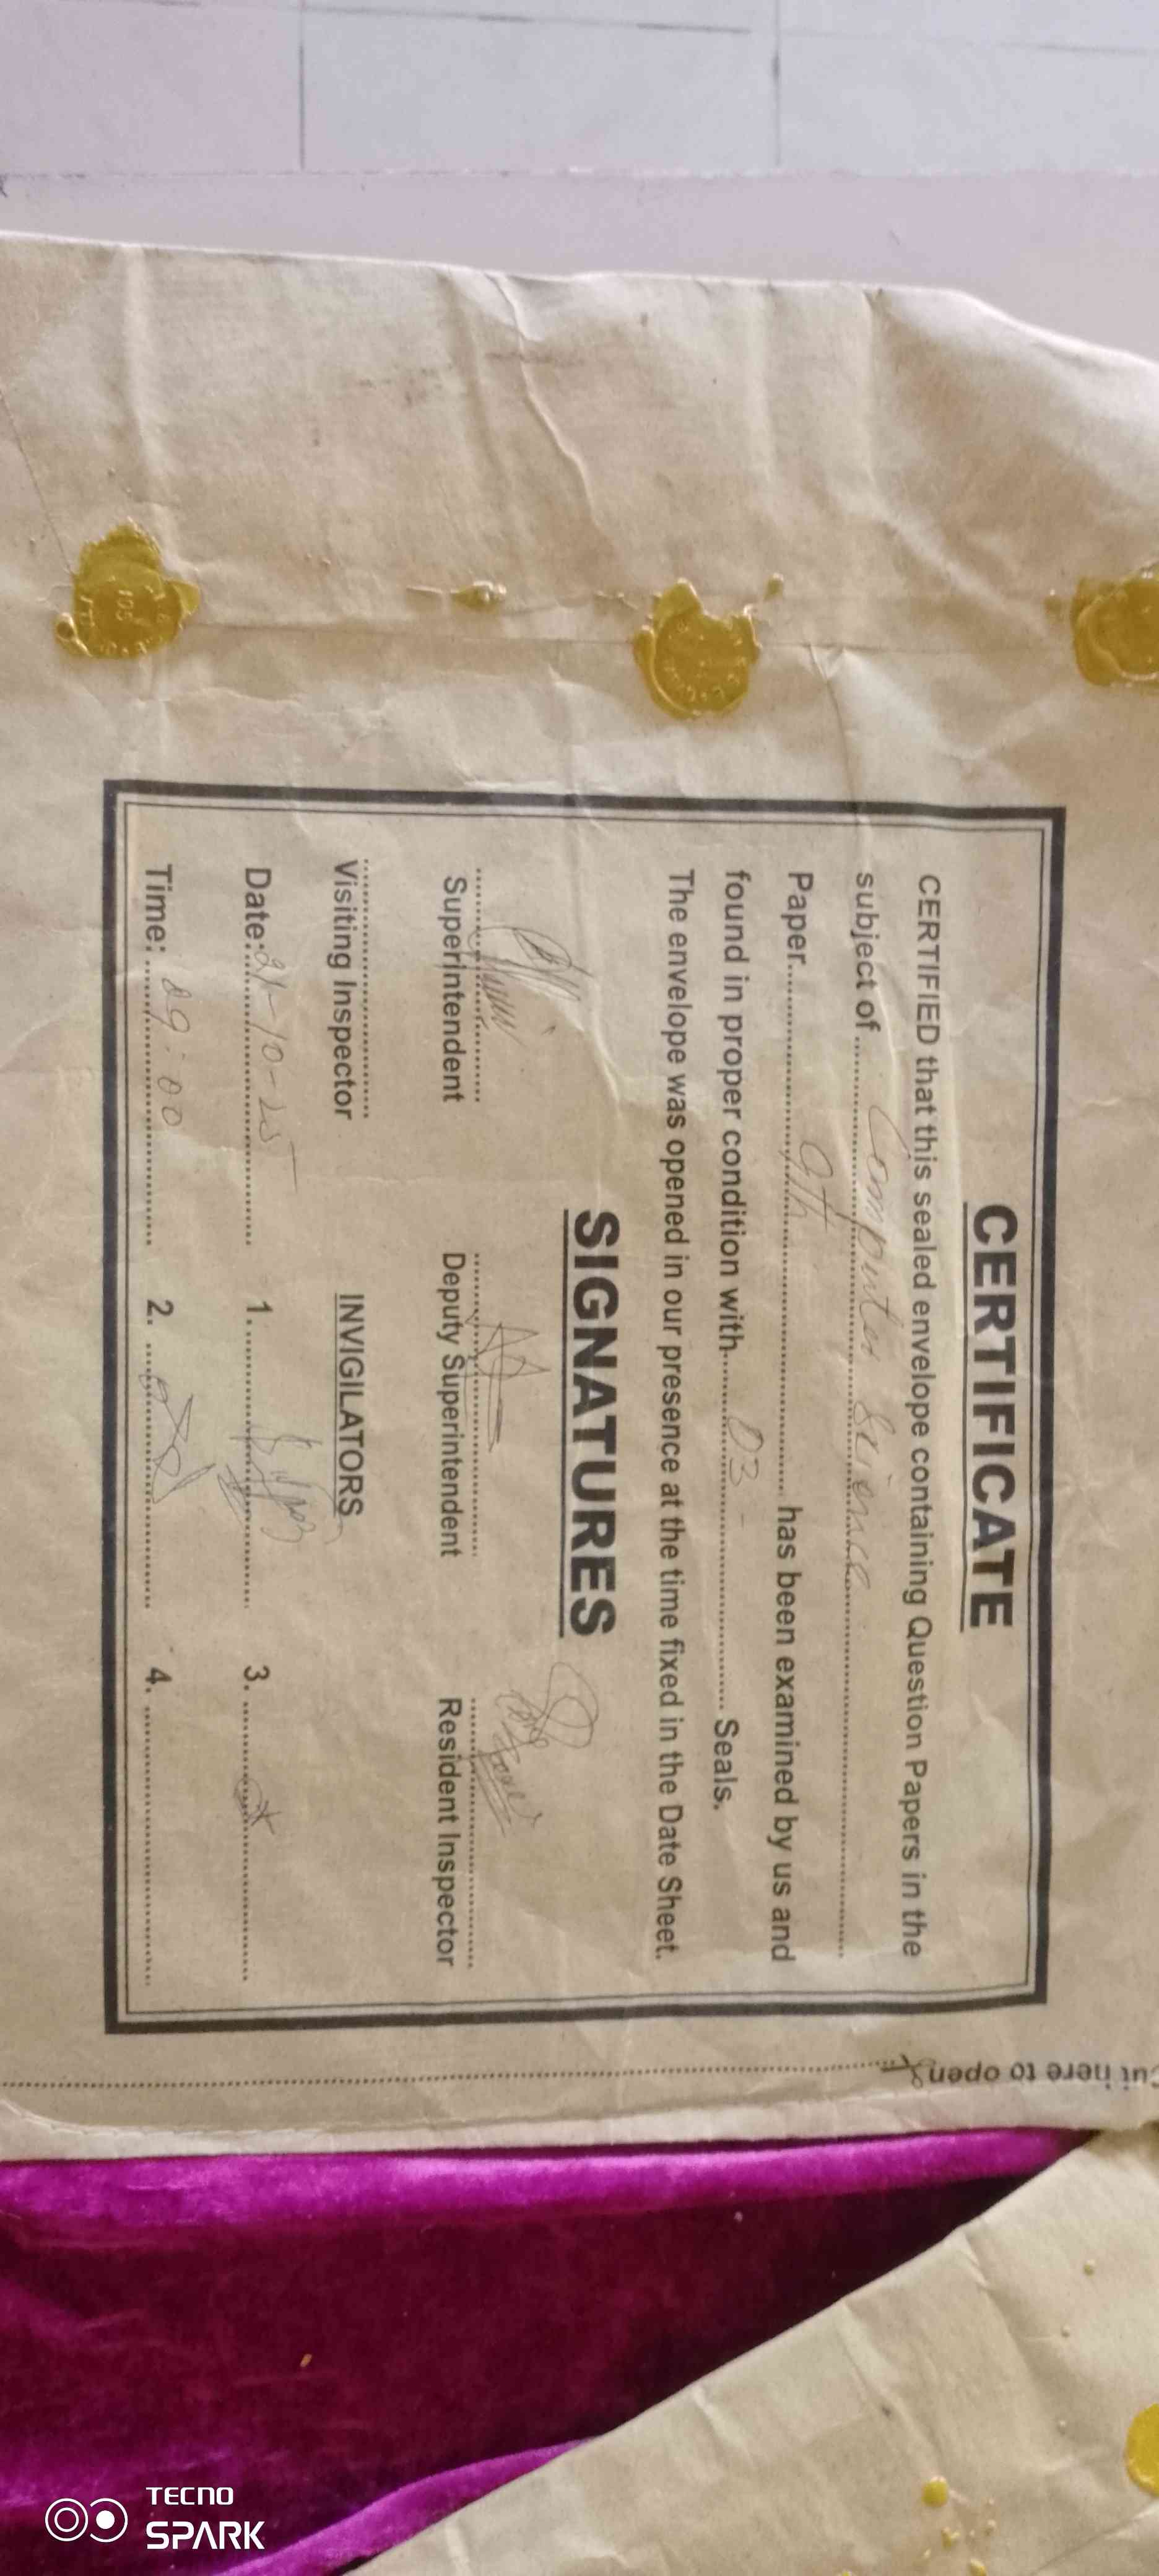 CERTIFICATE
CERTIFIED that this sealed envelope containing Question Papers in the
subject of Computer Science
Paper 9th has been examined by us and
found in proper condition with 03 Seals.
The envelope was opened in our presence at the time fixed in the Date Sheet.
SIGNATURES
Superintendent Deputy Superintendent Resident Inspector
Visiting Inspector INVIGILATORS
Date: -10-25 1. 3.
Time: 09:00 2. 4.
Cut here to open
TECNO
SPARK